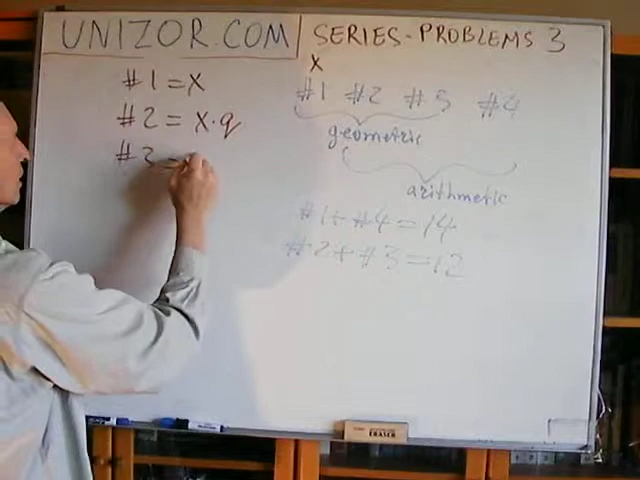 UNIZOR.COM | SERIES-PROBLEMS 3
#1 = x
#2 = x·q
#3 =
x
#1 #2 #3 #4
geometric
arithmetic
#1+#4=14
#2+#3=12
ERASER